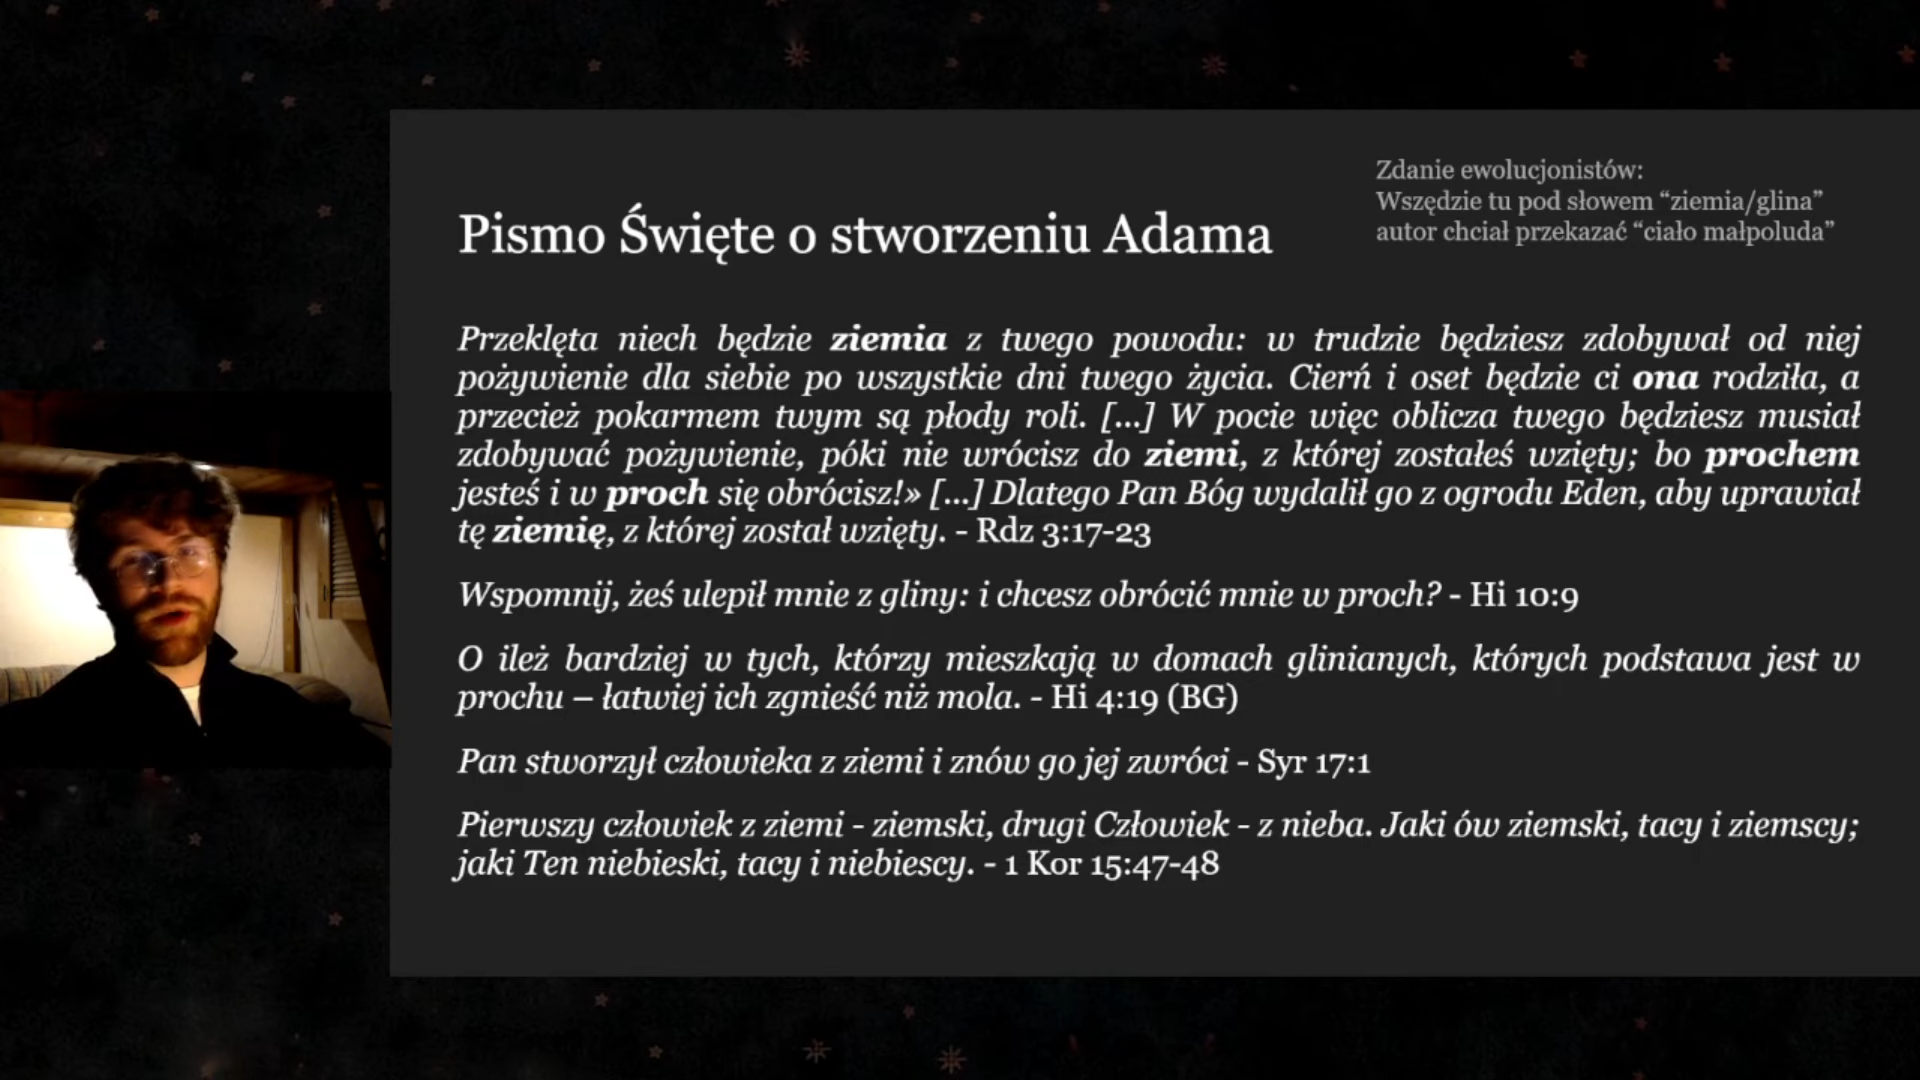 Zdanie ewolucjonistów:
Wszędzie tu pod słowem “ziemia/glina”
autor chciał przekazać “ciało małpoluda”
Pismo Święte o stworzeniu Adama
Przeklęta niech będzie ziemia z twego powodu: w trudzie będziesz zdobywał od niej
pożywienie dla siebie po wszystkie dni twego życia. Cierń i oset będzie ci ona rodziła, a
przecież pokarmem twym są płody roli. [...] W pocie więc oblicza twego będziesz musiał
zdobywać pożywienie, póki nie wrócisz do ziemi, z której zostałeś wzięty; bo prochem
jesteś i w proch się obrócisz!» [...] Dlatego Pan Bóg wydalił go z ogrodu Eden, aby uprawiał
tę ziemię, z której został wzięty. - Rdz 3:17-23
Wspomnij, żeś ulepił mnie z gliny: i chcesz obrócić mnie w proch? - Hi 10:9
O ileż bardziej w tych, którzy mieszkają w domach glinianych, których podstawa jest w
prochu – łatwiej ich zgnieść niż mola. - Hi 4:19 (BG)
Pan stworzył człowieka z ziemi i znów go jej zwróci - Syr 17:1
Pierwszy człowiek z ziemi - ziemski, drugi Człowiek - z nieba. Jaki ów ziemski, tacy i ziemscy;
jaki Ten niebieski, tacy i niebiescy. - 1 Kor 15:47-48